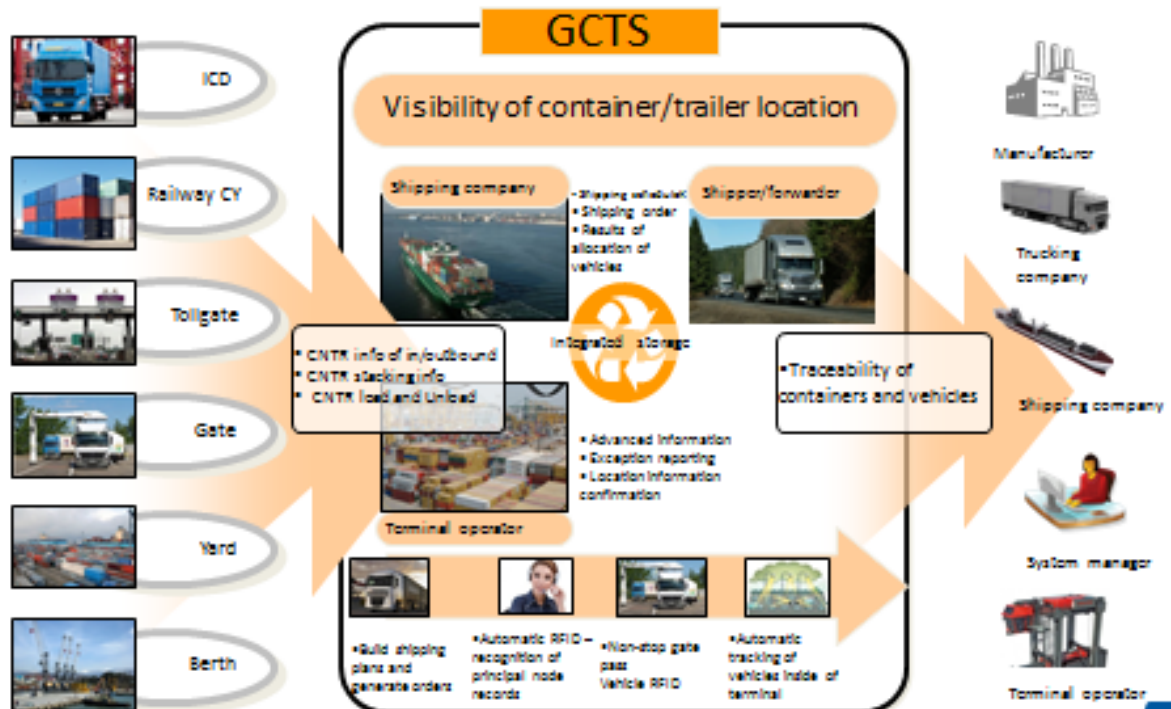 GCTS
Visibility of container/trailer location
ICD
Railway CY
Tollgate
Gate
Yard
Berth
Shipping company
- Shipping schedule
▪ Shipping order
▪ Results of
allocation of
vehicles
Shipper/forwarder
Integrated storage
▪ CNTR info of in/outbound
▪ CNTR stacking info
▪ CNTR load and Unload
▪ Advanced information
▪ Exception reporting
▪ Location information
confirmation
Terminal operator
▪Traceability of
containers and vehicles
▪Build shipping
plans and
generate orders
▪Automatic RFID –
recognition of
principal node
records
▪Non-stop gate
pass
Vehicle RFID
▪Automatic
tracking of
vehicles inside of
terminal
Manufacturer
Trucking
company
Shipping company
System manager
Terminal operator